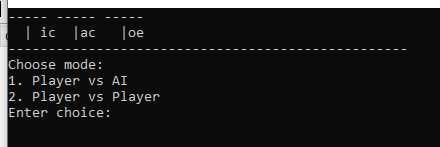 ----- ----- -----
  | ic  |ac   |oe
--------------------------------------------------
Choose mode:
1. Player vs AI
2. Player vs Player
Enter choice: